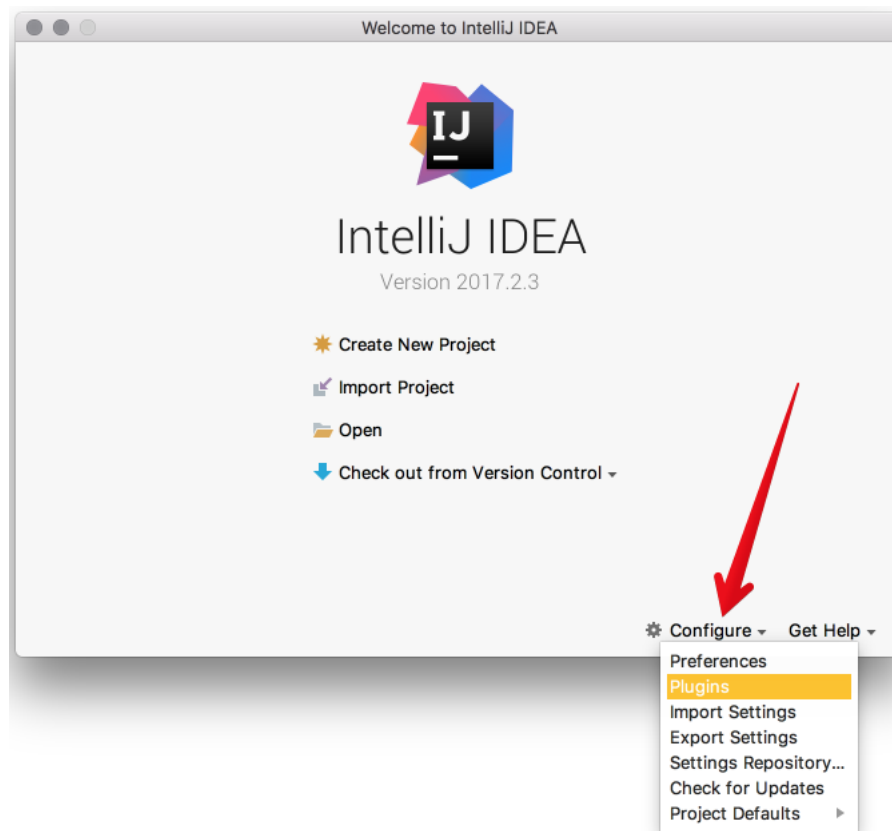 Welcome to IntelliJ IDEA
IJ
IntelliJ IDEA
Version 2017.2.3
Create New Project
Import Project
Open
Check out from Version Control
Configure Get Help
Preferences
Plugins
Import Settings
Export Settings
Settings Repository...
Check for Updates
Project Defaults